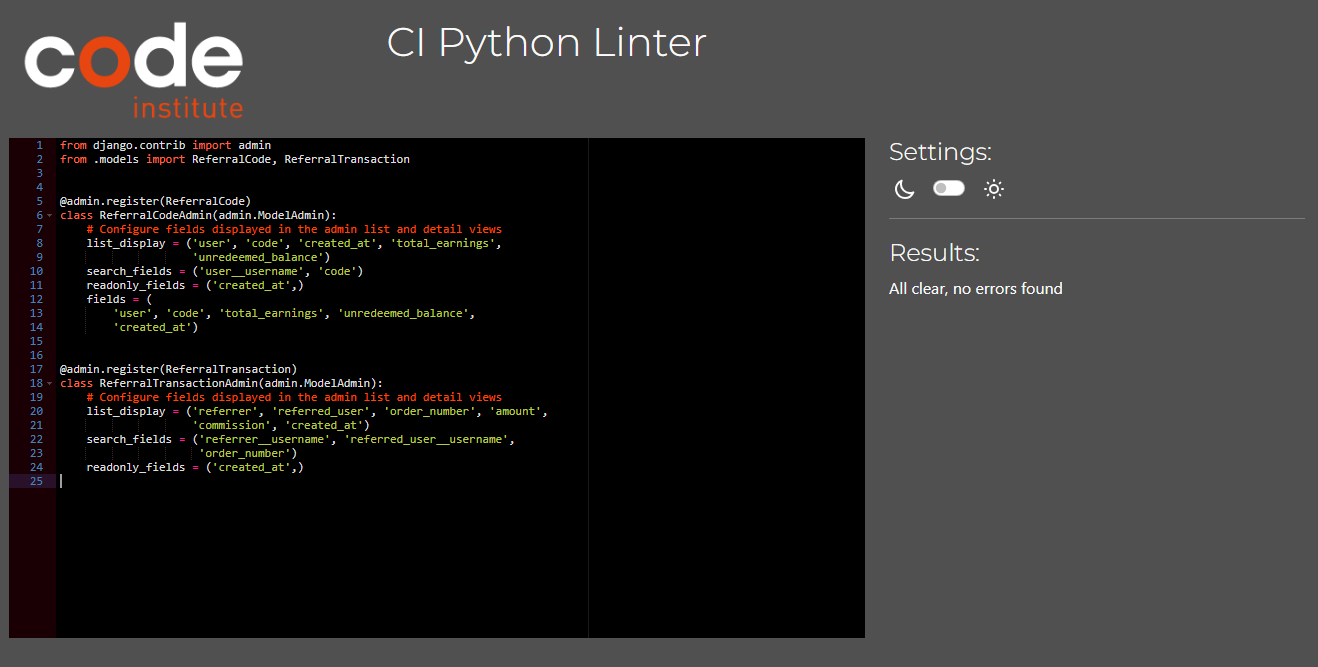 code
institute
CI Python Linter
1 from django.contrib import admin
2 from .models import ReferralCode, ReferralTransaction
3
4
5 @admin.register(ReferralCode)
6 class ReferralCodeAdmin(admin.ModelAdmin):
7     # Configure fields displayed in the admin list and detail views
8     list_display = ('user', 'code', 'created_at', 'total_earnings',
9                     'unredeemed_balance')
10     search_fields = ('user__username', 'code')
11     readonly_fields = ('created_at',)
12     fields = (
13         'user', 'code', 'total_earnings', 'unredeemed_balance',
14         'created_at')
15
16
17 @admin.register(ReferralTransaction)
18 class ReferralTransactionAdmin(admin.ModelAdmin):
19     # Configure fields displayed in the admin list and detail views
20     list_display = ('referrer', 'referred_user', 'order_number', 'amount',
21                     'commission', 'created_at')
22     search_fields = ('referrer__username', 'referred_user__username',
23                      'order_number')
24     readonly_fields = ('created_at',)
25
Settings:
Results:
All clear, no errors found